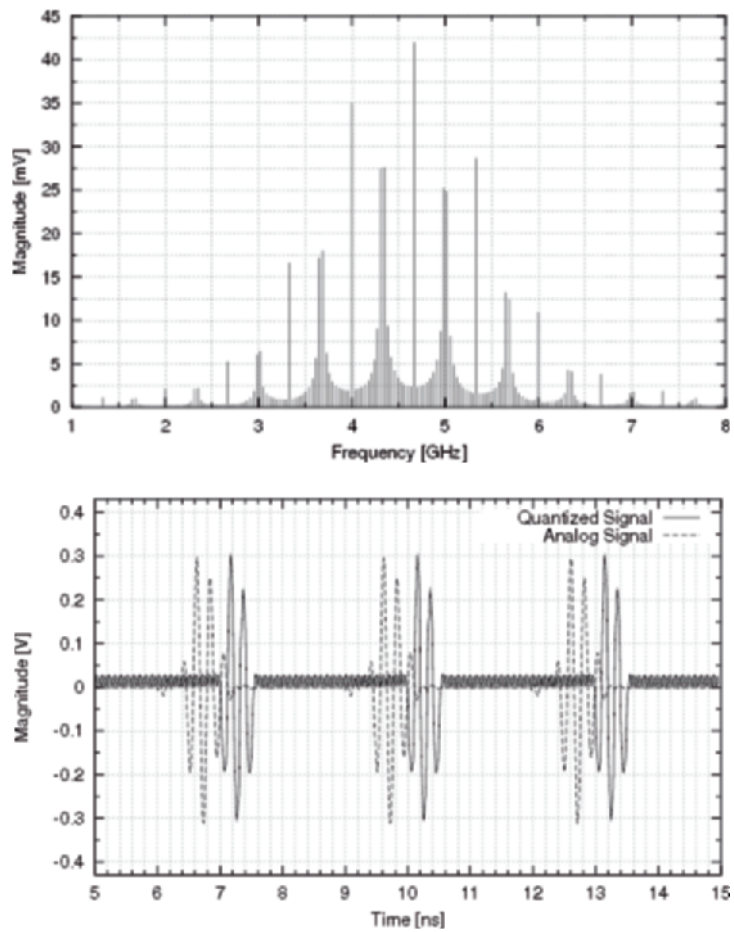 45
40
35
30
25
20
15
10
5
0
Magnitude [mV]
1 2 3 4 5 6 7 8
Frequency [GHz]
Quantized Signal
Analog Signal
0.4
0.3
0.2
0.1
0
-0.1
-0.2
-0.3
-0.4
Magnitude [V]
5 6 7 8 9 10 11 12 13 14 15
Time [ns]